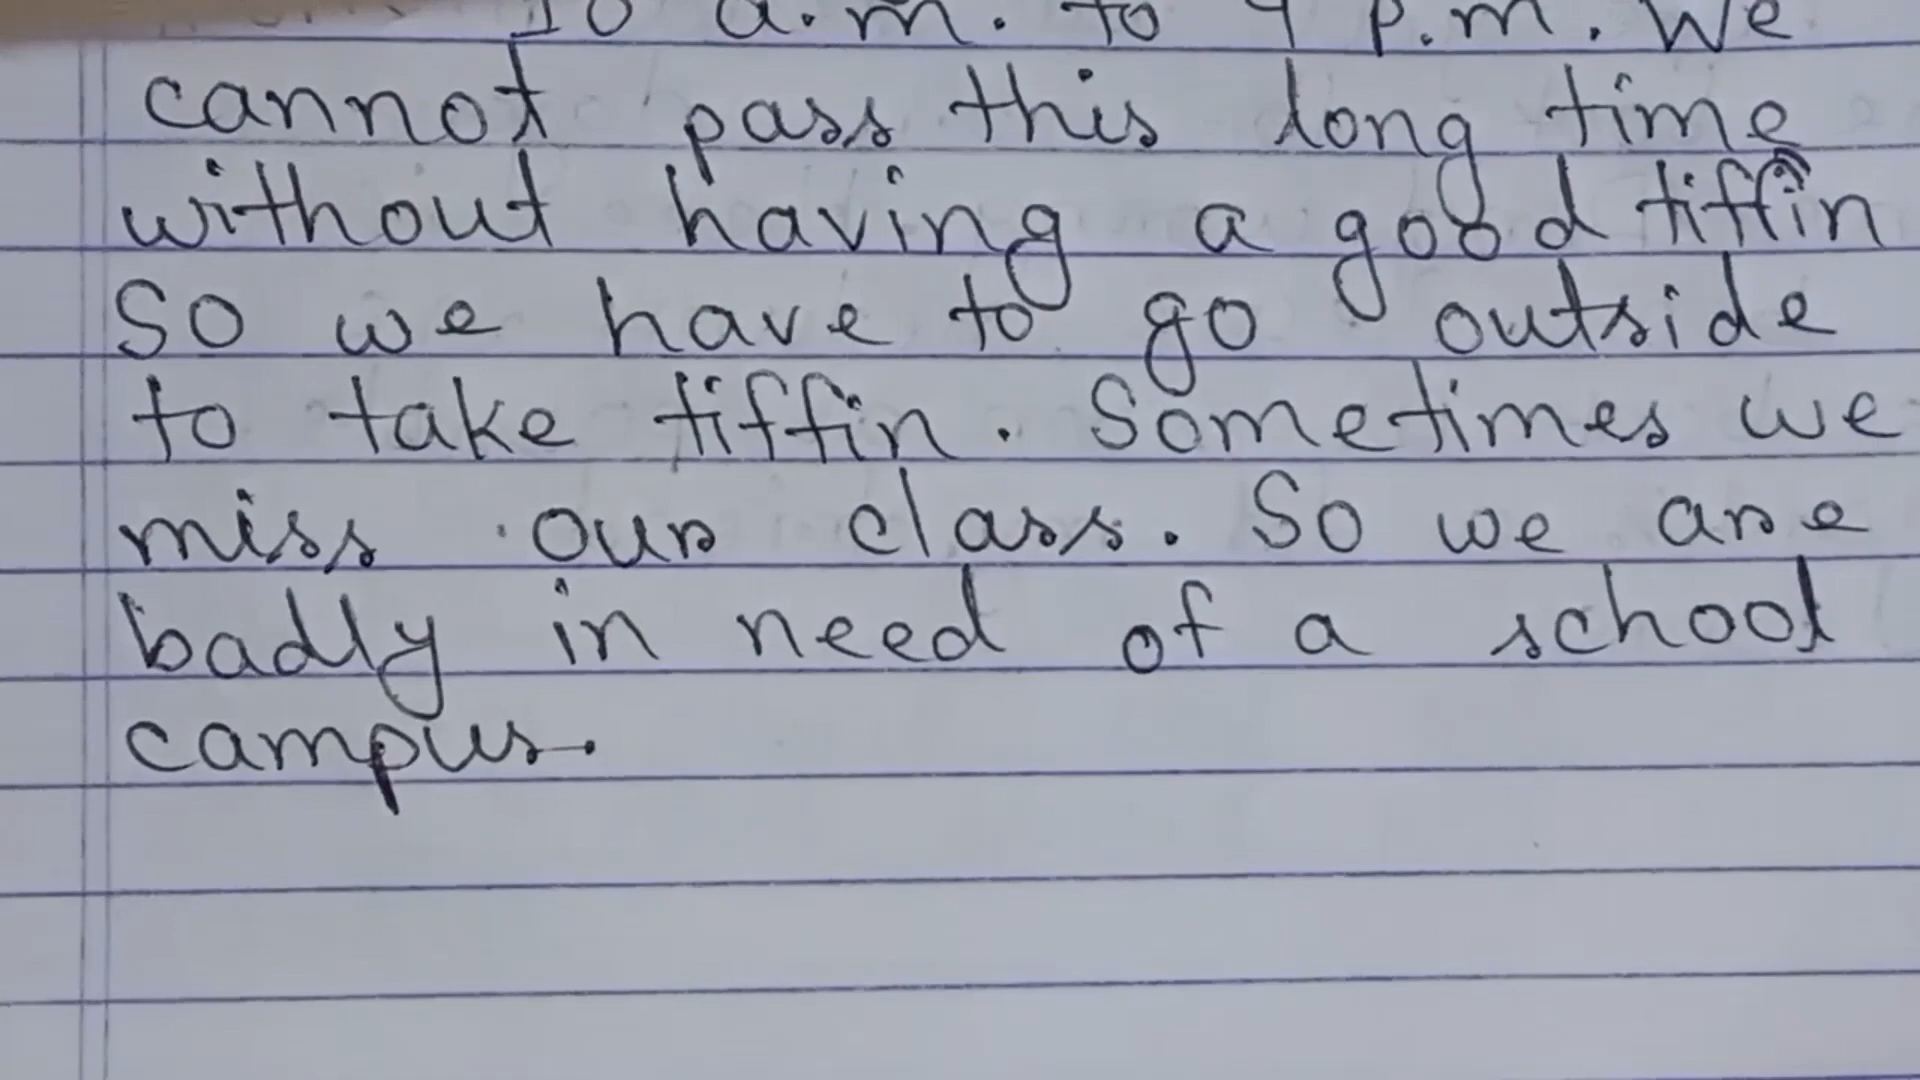 10 a.m. to 4 p.m. We
cannot pass this long time
without having a good tiffin
So we have to go outside
to take tiffin. Sometimes we
miss our class. So we are
badly in need of a school
campus.